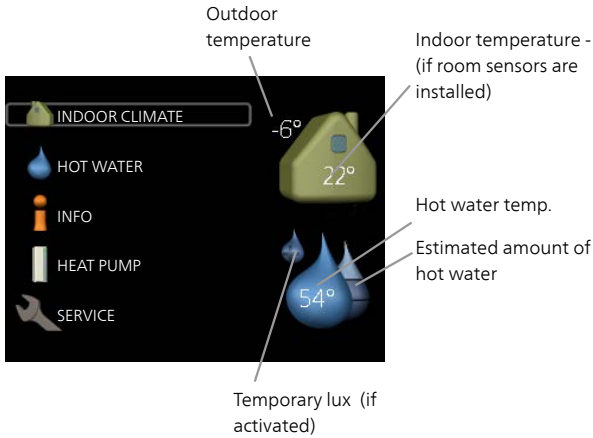 Outdoor
temperature
Indoor temperature -
(if room sensors are
installed)
INDOOR CLIMATE
-6°
HOT WATER
22°
INFO
Hot water temp.
Estimated amount of
hot water
HEAT PUMP
54°
SERVICE
Temporary lux (if
activated)